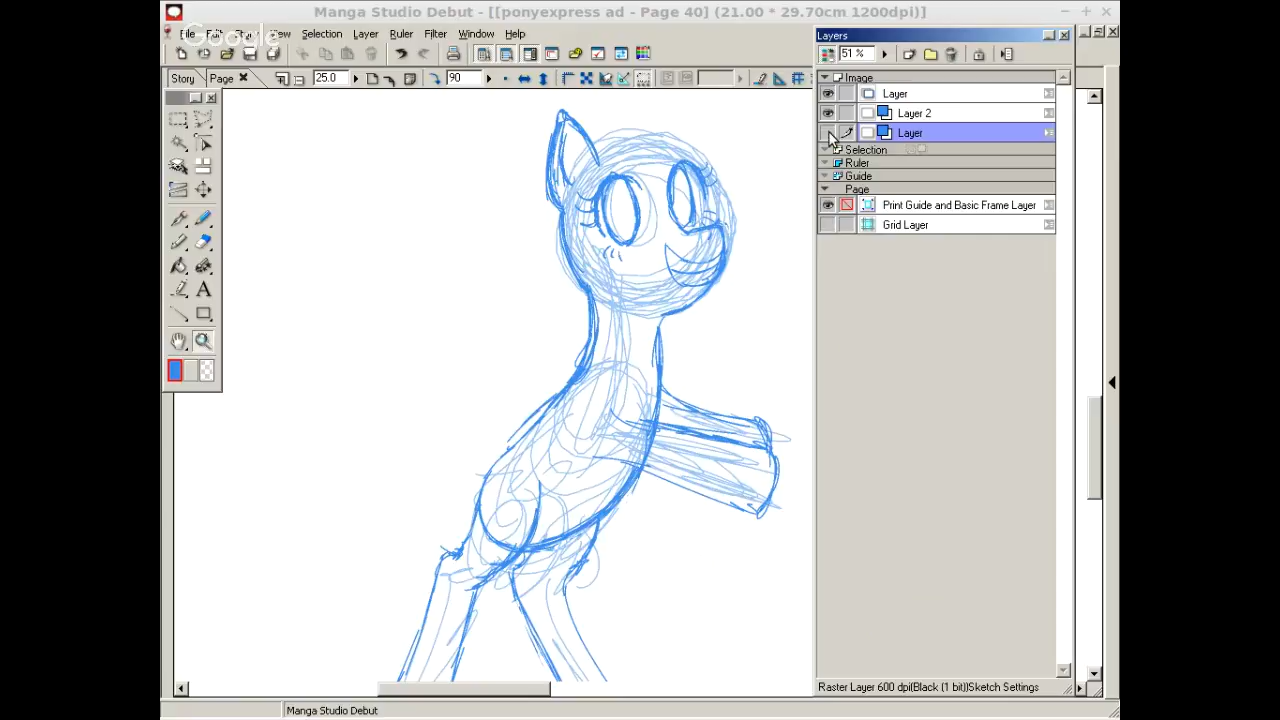 Manga Studio Debut - [[ponyexpress ad - Page 40] (21.00 * 29.70cm 1200dpi)]
Google
File Edit View Selection Layer Ruler Filter Window Help
Layers
51 %
Story Page 25.0 90
Image
Layer
Layer 2
Layer
Selection
Ruler
Guide
Page
Print Guide and Basic Frame Layer
Grid Layer
A
Raster Layer 600 dpi(Black (1 bit))Sketch Settings
Manga Studio Debut